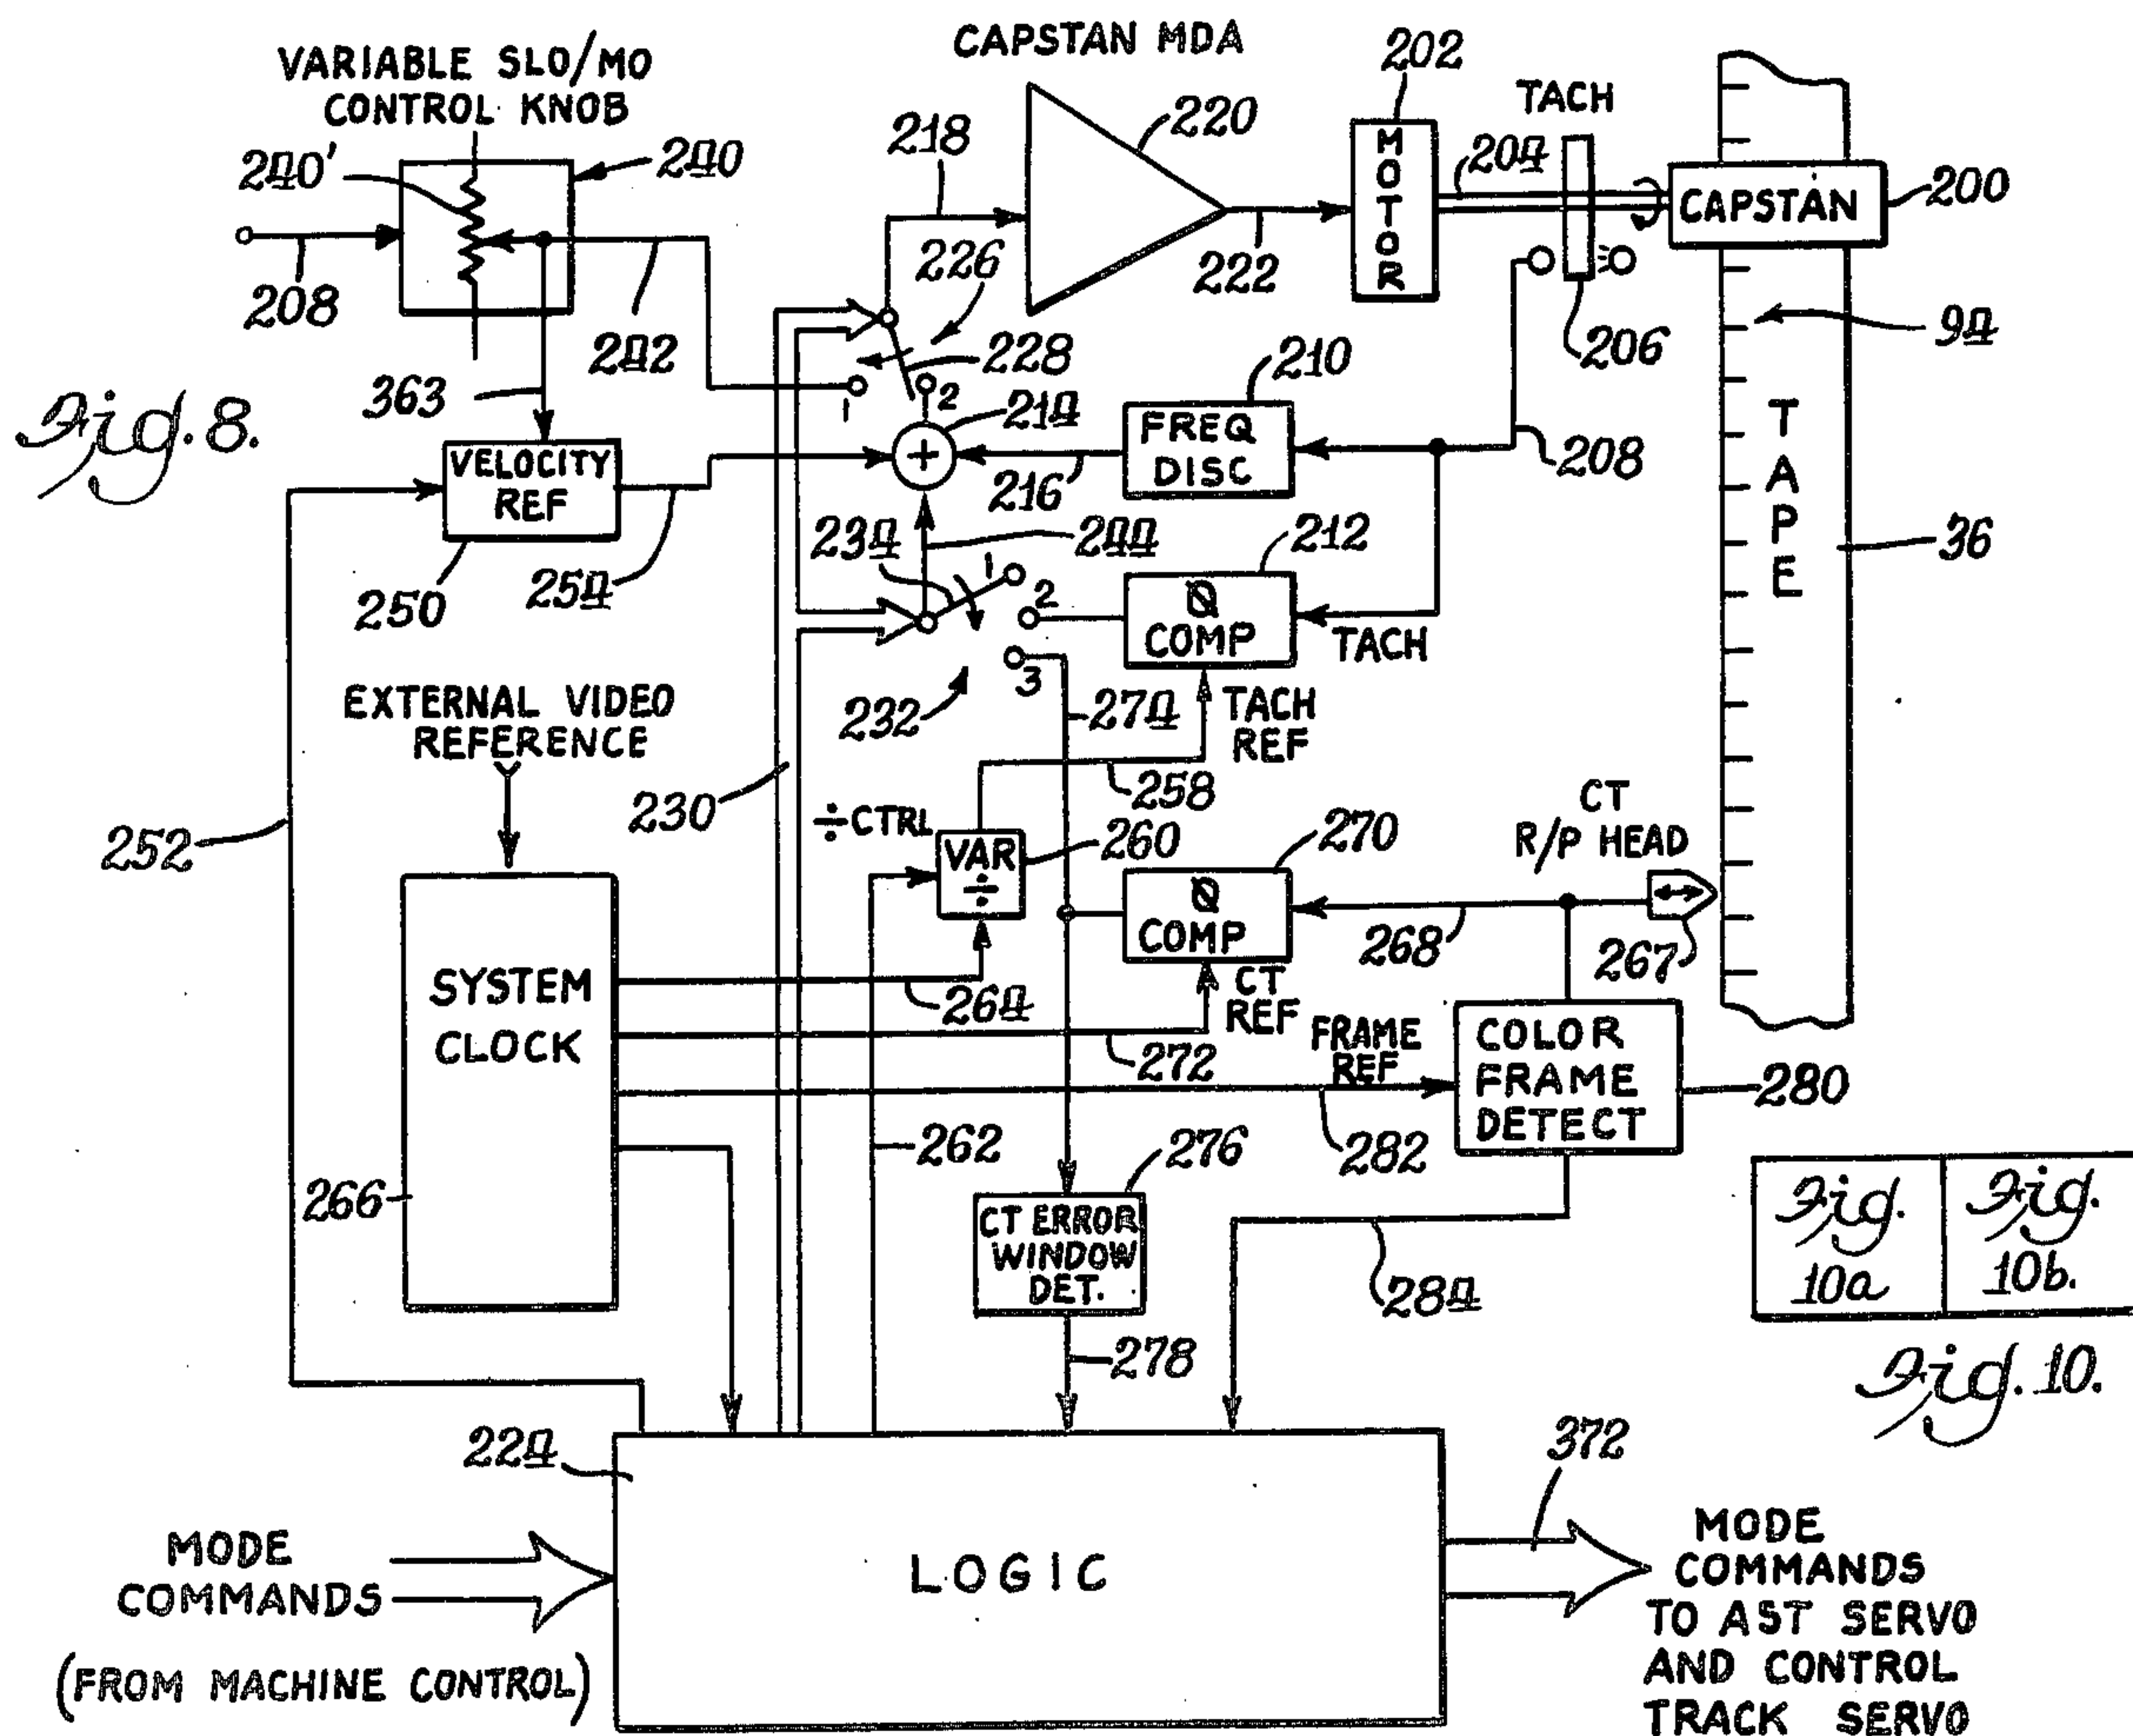 VARIABLE SLO/MO
CONTROL KNOB
CAPSTAN MDA
202
TACH
240'
240
218
220
204
CAPSTAN
200
MOTOR
208
226
222
242
206
94
363
228
210
Fig. 8.
1
2
214
FREQ
DISC
208
VELOCITY
REF
+
216
TAPE
234
244
212
36
250
254
1
2
3
Ø
COMP
TACH
EXTERNAL VIDEO
REFERENCE
232
274
TACH
REF
258
252
230
÷CTRL
VAR
÷
260
270
CT
R/P HEAD
Ø
COMP
268
267
SYSTEM
CLOCK
264
CT
REF
272
FRAME
REF
COLOR
FRAME
DETECT
280
262
276
282
266
CT ERROR
WINDOW
DET.
284
Fig.
10a
Fig.
10b.
278
Fig. 10.
224
372
MODE
COMMANDS
(FROM MACHINE CONTROL)
LOGIC
MODE
COMMANDS
TO AST SERVO
AND CONTROL
TRACK SERVO